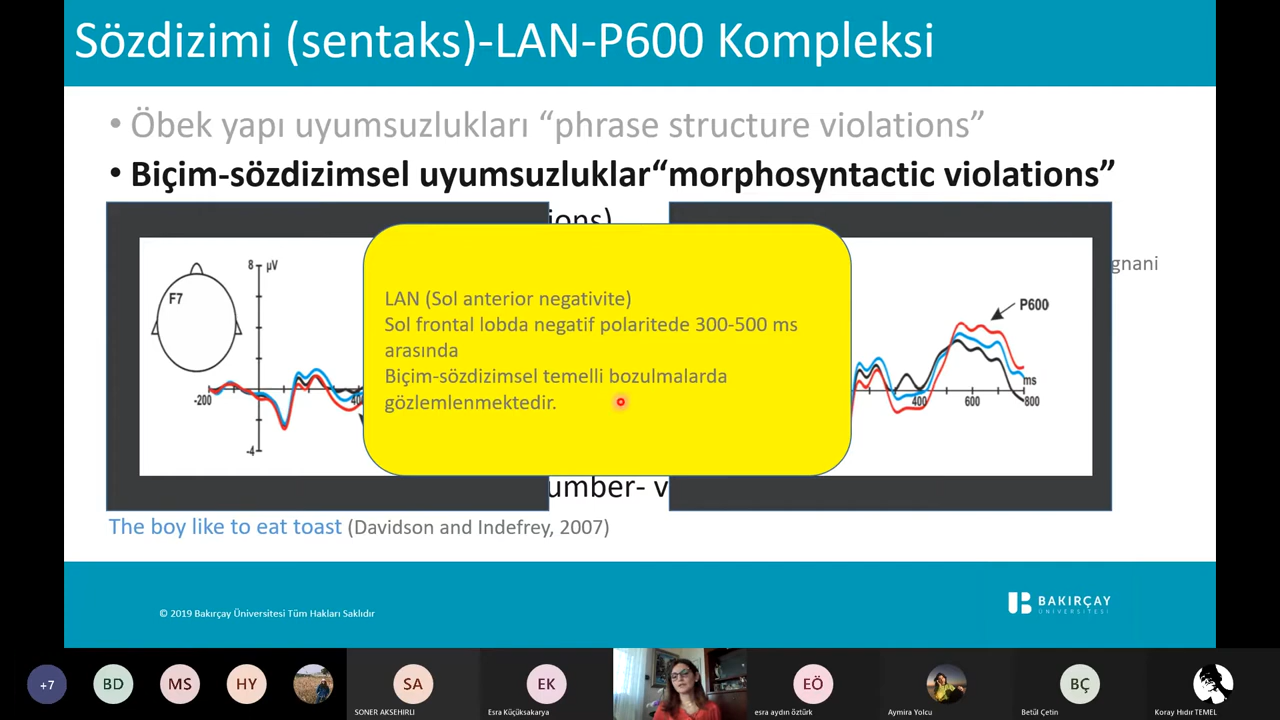 Sözdizimi (sentaks)-LAN-P600 Kompleksi
• Öbek yapı uyumsuzlukları “phrase structure violations”
• Biçim-sözdizimsel uyumsuzluklar“morphosyntactic violations”
ions)
gnani
8 µV
F7
-200
-4
LAN (Sol anterior negativite)
Sol frontal lobda negatif polaritede 300-500 ms
arasında
Biçim-sözdizimsel temelli bozulmalarda
gözlemlenmektedir.
P600
ms
400 600 800
umber- v
The boy like to eat toast (Davidson and Indefrey, 2007)
© 2019 Bakırçay Üniversitesi Tüm Hakları Saklıdır
BAKIRÇAY
ÜNİVERSİTESİ
+7 BD MS HY SA EK EÖ BÇ
SONER AKSEHIRLI Esra Küçüksakarya esra aydın öztürk Aymira Yolcu Betül Çetin Koray Hıdır TEMEL